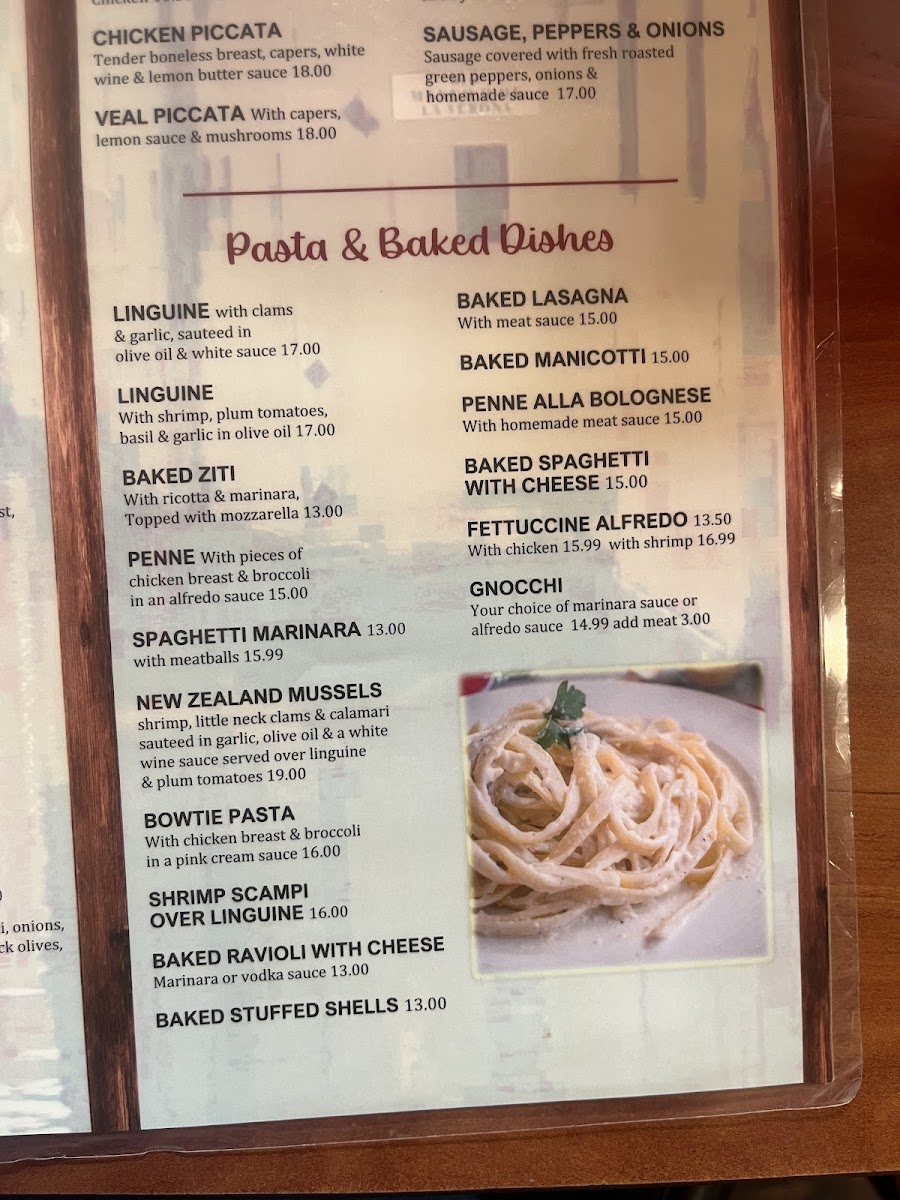 CHICKEN PICCATA
Tender boneless breast, capers, white
wine & lemon butter sauce 18.00
VEAL PICCATA With capers,
lemon sauce & mushrooms 18.00
SAUSAGE, PEPPERS & ONIONS
Sausage covered with fresh roasted
green peppers, onions &
homemade sauce 17.00
Pasta & Baked Dishes
LINGUINE with clams
& garlic, sauteed in
olive oil & white sauce 17.00
LINGUINE
With shrimp, plum tomatoes,
basil & garlic in olive oil 17.00
BAKED ZITI
With ricotta & marinara,
Topped with mozzarella 13.00
PENNE With pieces of
chicken breast & broccoli
in an alfredo sauce 15.00
SPAGHETTI MARINARA 13.00
with meatballs 15.99
NEW ZEALAND MUSSELS
shrimp, little neck clams & calamari
sauteed in garlic, olive oil & a white
wine sauce served over linguine
& plum tomatoes 19.00
BOWTIE PASTA
With chicken breast & broccoli
in a pink cream sauce 16.00
SHRIMP SCAMPI
OVER LINGUINE 16.00
BAKED RAVIOLI WITH CHEESE
Marinara or vodka sauce 13.00
BAKED STUFFED SHELLS 13.00
BAKED LASAGNA
With meat sauce 15.00
BAKED MANICOTTI 15.00
PENNE ALLA BOLOGNESE
With homemade meat sauce 15.00
BAKED SPAGHETTI
WITH CHEESE 15.00
FETTUCCINE ALFREDO 13.50
With chicken 15.99 with shrimp 16.99
GNOCCHI
Your choice of marinara sauce or
alfredo sauce 14.99 add meat 3.00
onions,
olives,